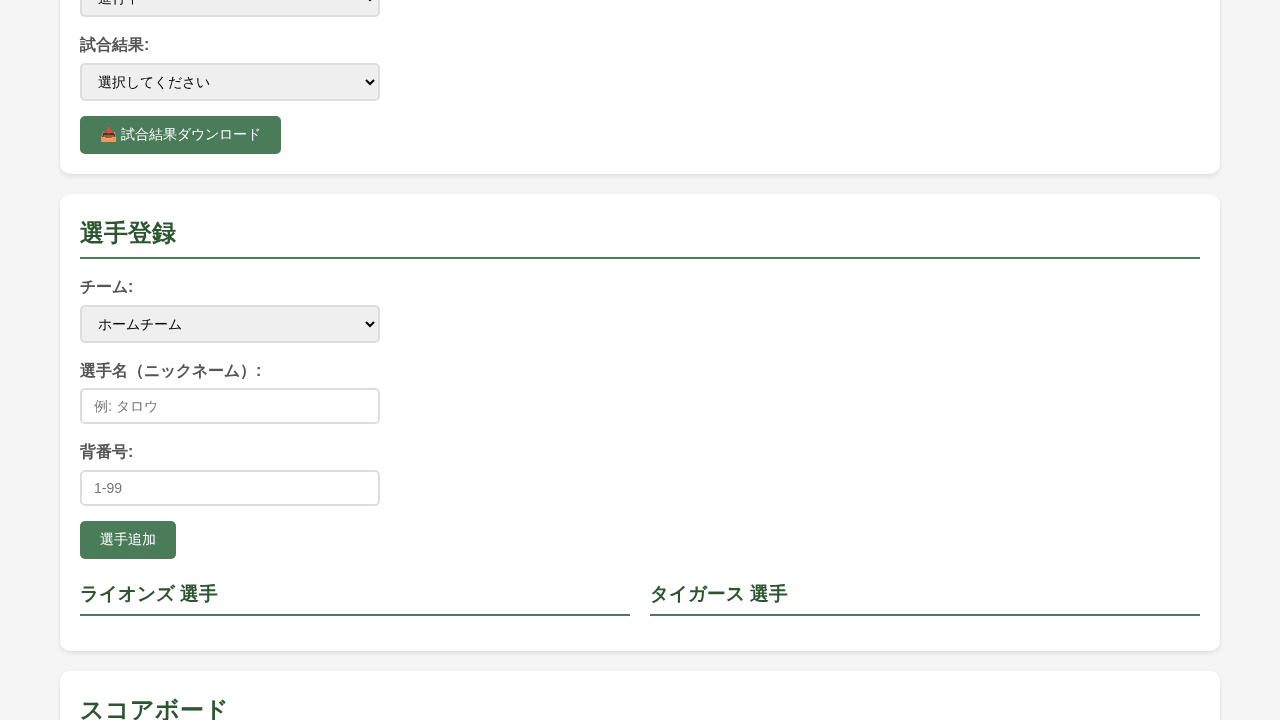 試合結果:
選択してください
📥 試合結果ダウンロード
選手登録
チーム:
ホームチーム
選手名（ニックネーム）:
例: タロウ
背番号:
1-99
選手追加
ライオンズ 選手
タイガース 選手
スコアボード